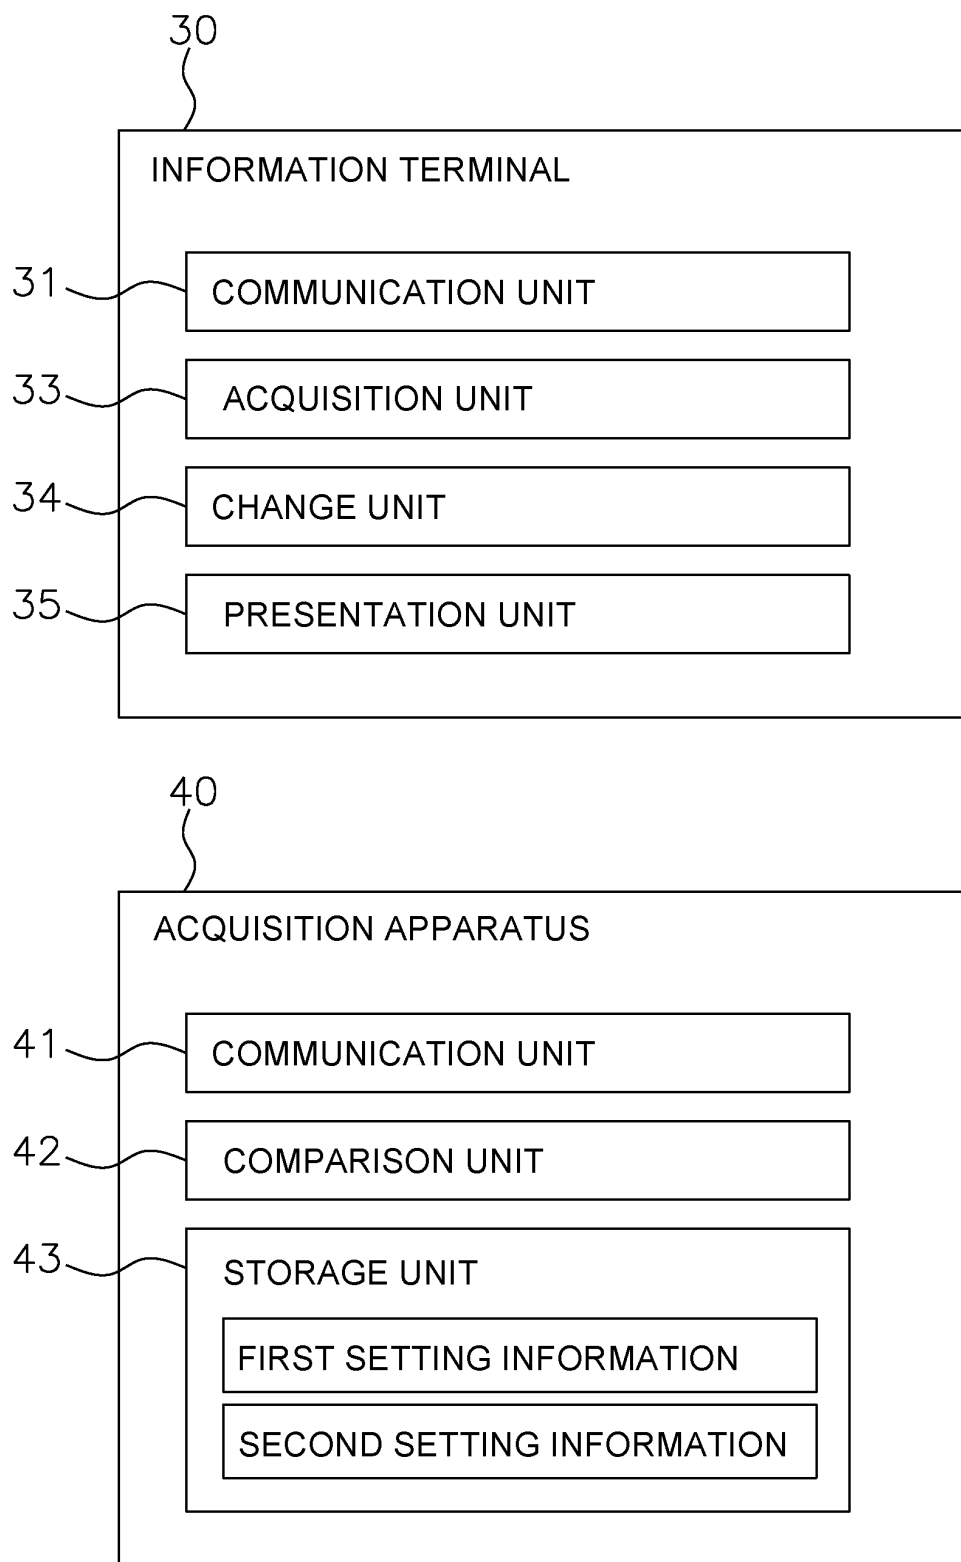 30
INFORMATION TERMINAL
31 COMMUNICATION UNIT
33 ACQUISITION UNIT
34 CHANGE UNIT
35 PRESENTATION UNIT
40
ACQUISITION APPARATUS
41 COMMUNICATION UNIT
42 COMPARISON UNIT
43 STORAGE UNIT
FIRST SETTING INFORMATION
SECOND SETTING INFORMATION